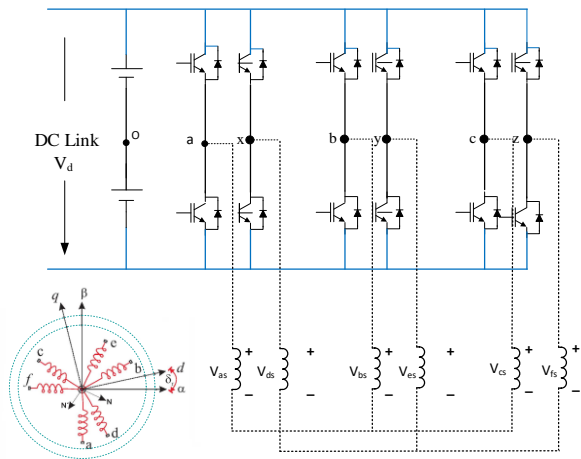 DC Link
V_d
O
a
x
b
y
c
z
V_as
+
−
V_ds
+
−
V_bs
+
−
V_es
+
−
V_cs
+
−
V_fs
+
−
q
β
e
c
b
d
δ
f
α
N'
N
a
d